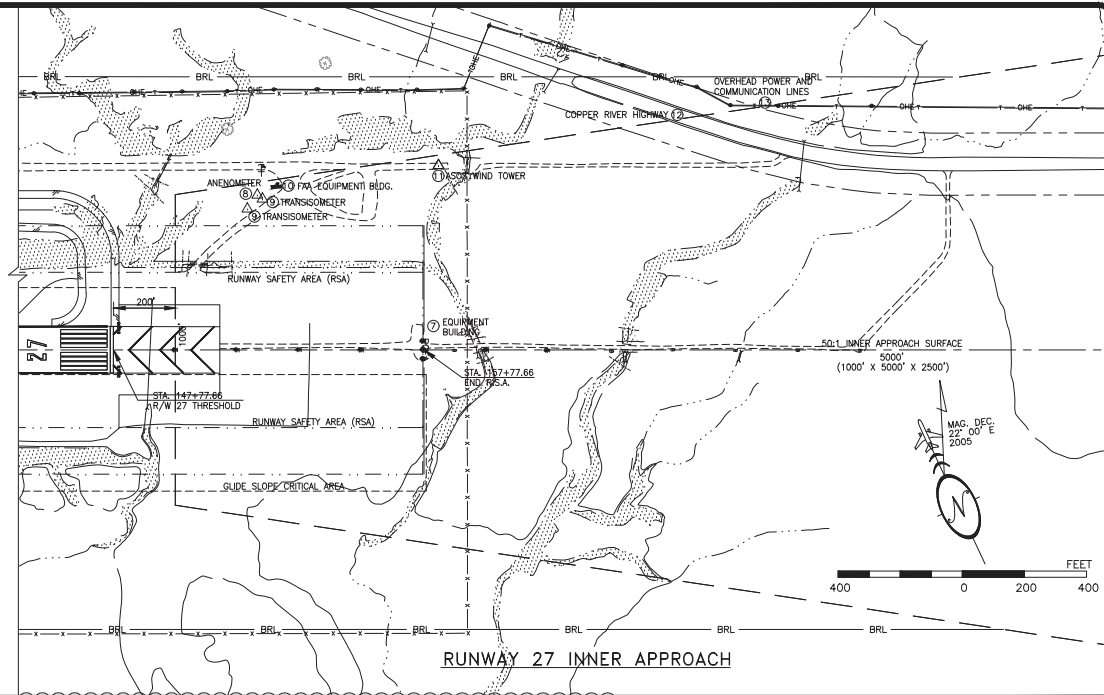 BRL BRL BRL BRL BRL BRL
OHE OHE OHE OHE OHE OHE OHE OHE
T T T T T T
OVERHEAD POWER AND
COMMUNICATION LINES
13
COPPER RIVER HIGHWAY 12
11 ASOS WIND TOWER
ANENOMETER
8
10 FAA EQUIPMENT BLDG.
9 TRANSISOMETER
9 TRANSISOMETER
RUNWAY SAFETY AREA (RSA)
200'
1000'
27
7 EQUIPMENT
BUILDING
50:1 INNER APPROACH SURFACE
5000'
(1000' X 5000' X 2500')
STA. 157+77.66
END R.S.A.
STA. 147+77.66
R/W 27 THRESHOLD
RUNWAY SAFETY AREA (RSA)
MAG. DEC.
22° 00' E
2005
N
GLIDE SLOPE CRITICAL AREA
FEET
400 0 200 400
BRL BRL BRL BRL BRL BRL
RUNWAY 27 INNER APPROACH